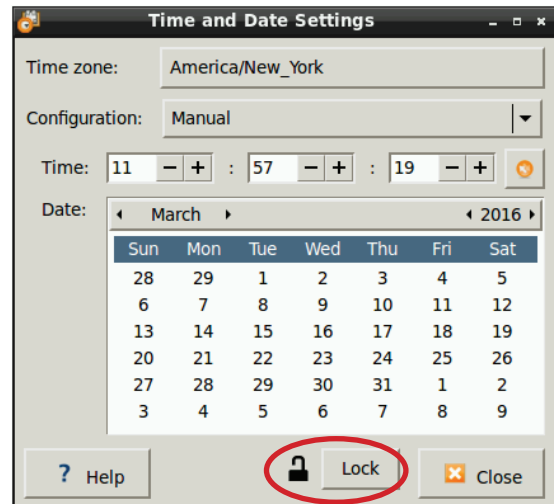 Time and Date Settings
Time zone: America/New_York
Configuration: Manual
Time: 11 − + : 57 − + : 19 − +
Date: March 2016
Sun Mon Tue Wed Thu Fri Sat
28 29 1 2 3 4 5
6 7 8 9 10 11 12
13 14 15 16 17 18 19
20 21 22 23 24 25 26
27 28 29 30 31 1 2
3 4 5 6 7 8 9
? Help Lock Close